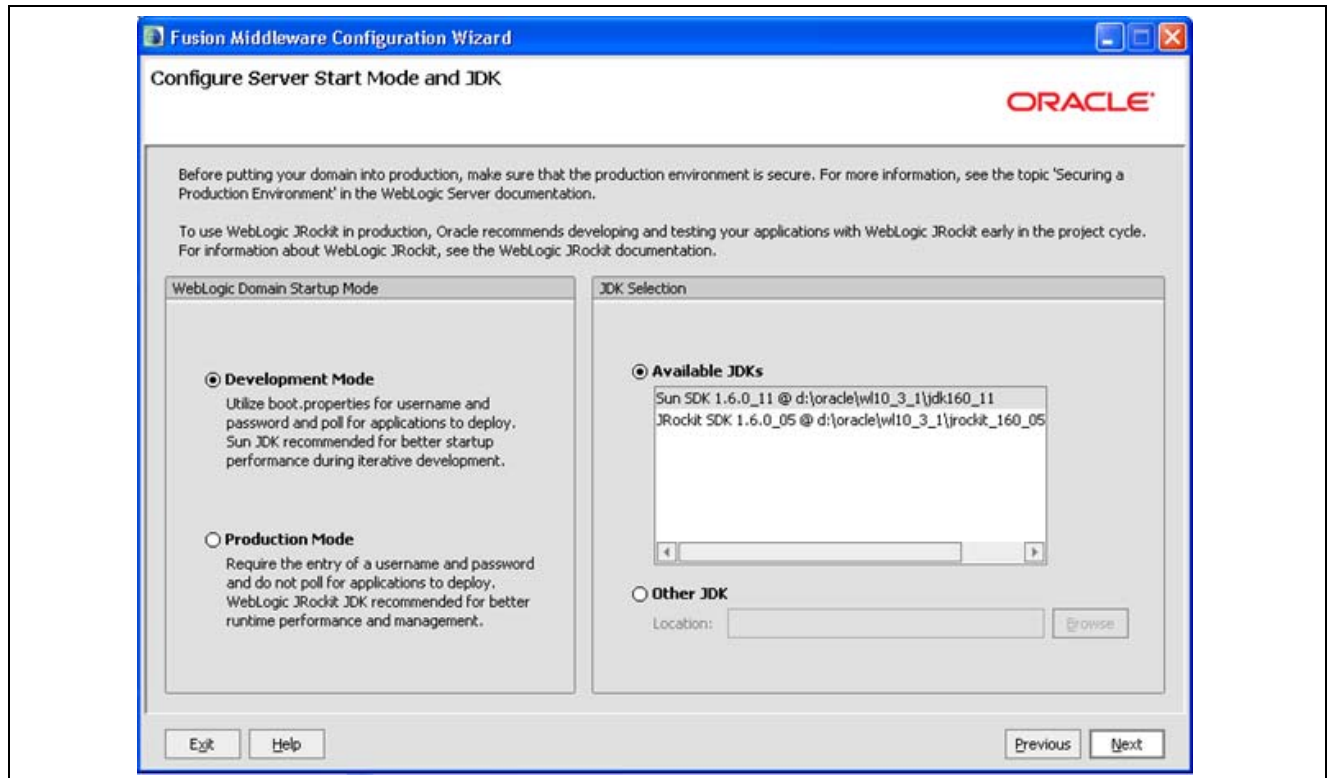 Fusion Middleware Configuration Wizard
Configure Server Start Mode and JDK
ORACLE
Before putting your domain into production, make sure that the production environment is secure. For more information, see the topic 'Securing a
Production Environment' in the WebLogic Server documentation.
To use WebLogic JRockit in production, Oracle recommends developing and testing your applications with WebLogic JRockit early in the project cycle.
For information about WebLogic JRockit, see the WebLogic JRockit documentation.
WebLogic Domain Startup Mode
Development Mode
Utilize boot.properties for username and
password and poll for applications to deploy.
Sun JDK recommended for better startup
performance during iterative development.
Production Mode
Require the entry of a username and password
and do not poll for applications to deploy.
WebLogic JRockit JDK recommended for better
runtime performance and management.
JDK Selection
Available JDKs
Sun SDK 1.6.0_11 @ d:\oracle\wl10_3_1\jdk160_11
JRockit SDK 1.6.0_05 @ d:\oracle\wl10_3_1\jrockit_160_05
Other JDK
Location:
Browse
Exit
Help
Previous
Next